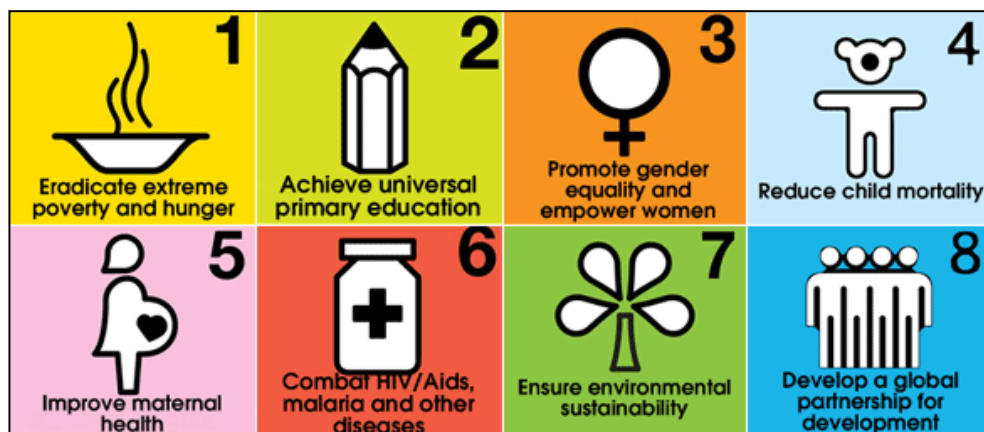 1
Eradicate extreme
poverty and hunger
2
Achieve universal
primary education
3
Promote gender
equality and
empower women
4
Reduce child mortality
5
Improve maternal
health
6
Combat HIV/Aids,
malaria and other
diseases
7
Ensure environmental
sustainability
8
Develop a global
partnership for
development